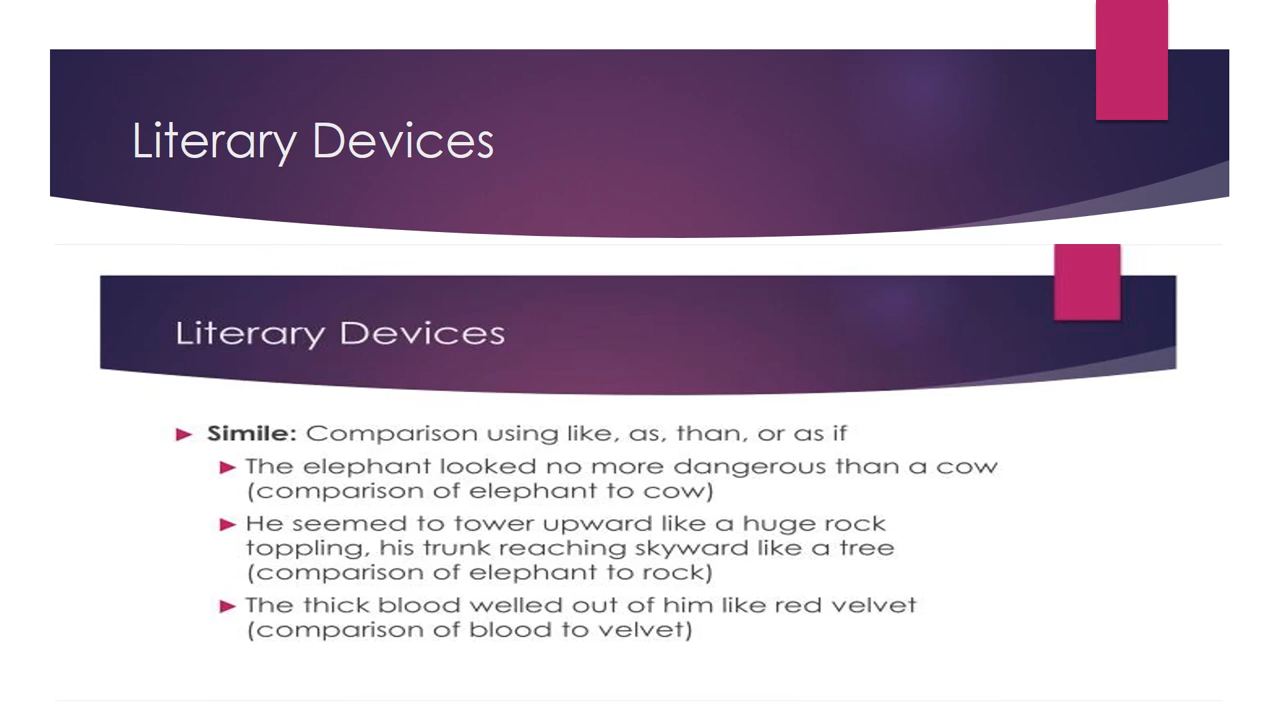 Literary Devices
Literary Devices
Simile: Comparison using like, as, than, or as if
The elephant looked no more dangerous than a cow
(comparison of elephant to cow)
He seemed to tower upward like a huge rock
toppling, his trunk reaching skyward like a tree
(comparison of elephant to rock)
The thick blood welled out of him like red velvet
(comparison of blood to velvet)